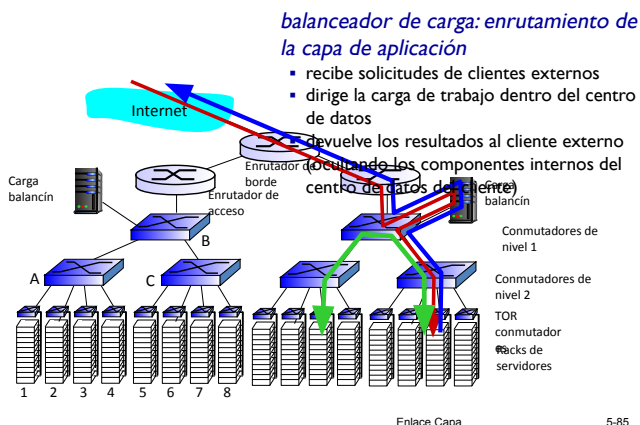 balanceador de carga: enrutamiento de
la capa de aplicación
▪ recibe solicitudes de clientes externos
▪ dirige la carga de trabajo dentro del centro
de datos
devuelve los resultados al cliente externo
(ocultando los componentes internos del
centro de datos del cliente)
Internet
Enrutador de
borde
Enrutador de
acceso
Carga
balancín
Carga
balancín
B
Conmutadores de
nivel 1
A
C
Conmutadores de
nivel 2
TOR
conmutador
es
Racks de
servidores
1 2 3 4 5 6 7 8
Enlace Capa 5-85